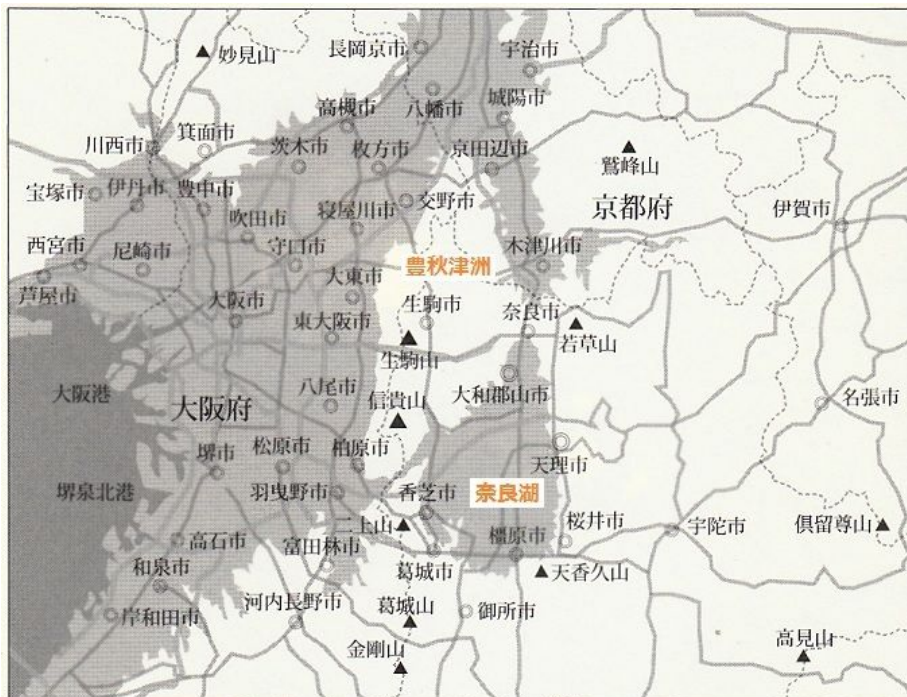 妙見山
長岡京市
宇治市
城陽市
高槻市
八幡市
川西市
箕面市
茨木市
枚方市
京田辺市
鷲峰山
宝塚市
伊丹市
豊中市
交野市
京都府
伊賀市
吹田市
寝屋川市
西宮市
尼崎市
守口市
豊秋津洲
木津川市
芦屋市
大東市
大阪市
東大阪市
生駒市
奈良市
若草山
生駒山
大阪港
大阪府
八尾市
信貴山
大和郡山市
名張市
堺市
松原市
柏原市
天理市
堺泉北港
羽曳野市
香芝市
奈良湖
二上山
高石市
富田林市
橿原市
桜井市
宇陀市
倶留尊山
和泉市
葛城市
天香久山
岸和田市
河内長野市
葛城山
御所市
金剛山
高見山